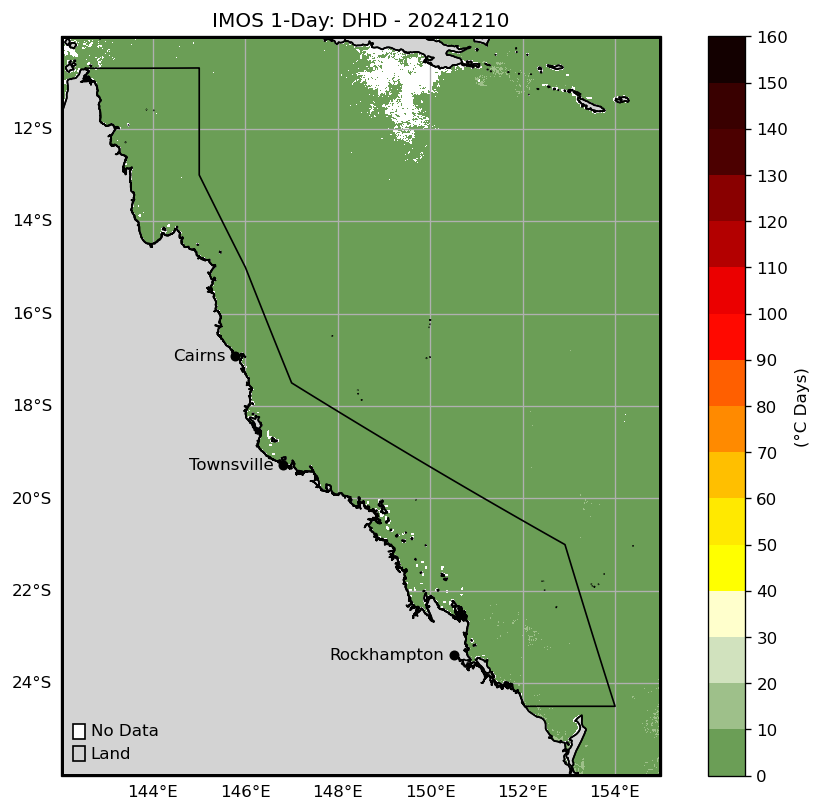 IMOS 1-Day: DHD - 20241210
12°S
14°S
16°S
18°S
20°S
22°S
24°S
Cairns
Townsville
Rockhampton
No Data
Land
144°E 146°E 148°E 150°E 152°E 154°E
160
150
140
130
120
110
100
90
80
70
60
50
40
30
20
10
0
(°C Days)